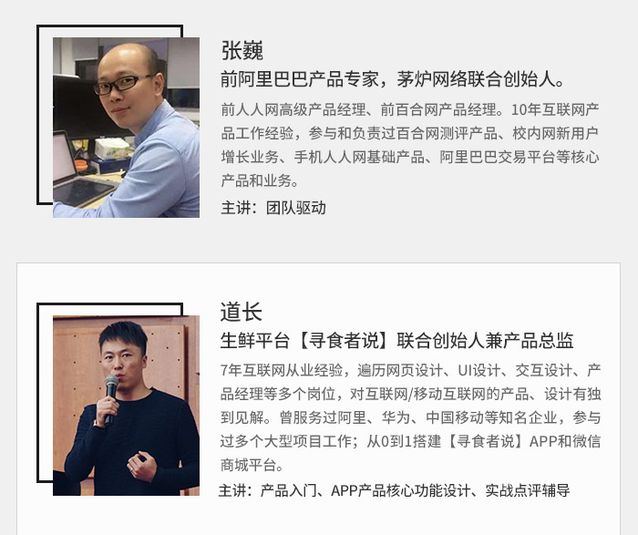 张巍
前阿里巴巴产品专家，茅炉网络联合创始人。
前人人网高级产品经理、前百合网产品经理。10年互联网产
品工作经验，参与和负责过百合网测评产品、校内网新用户
增长业务、手机人人网基础产品、阿里巴巴交易平台等核心
产品和业务。
主讲：团队驱动
道长
生鲜平台【寻食者说】联合创始人兼产品总监
7年互联网从业经验，遍历网页设计、UI设计、交互设计、产
品经理等多个岗位，对互联网/移动互联网的产品、设计有独
到见解。曾服务过阿里、华为、中国移动等知名企业，参与
过多个大型项目工作；从0到1搭建【寻食者说】APP和微信
商城平台。
主讲：产品入门、APP产品核心功能设计、实战点评辅导